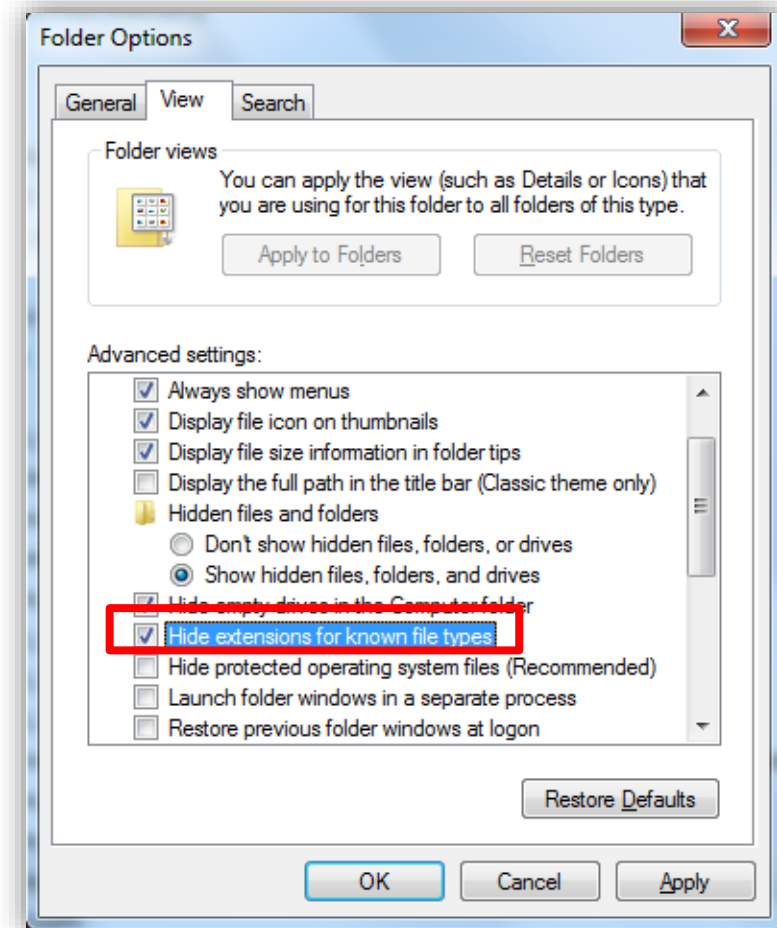 Folder Options
General View Search
Folder views
You can apply the view (such as Details or Icons) that
you are using for this folder to all folders of this type.
Apply to Folders Reset Folders
Advanced settings:
Always show menus
Display file icon on thumbnails
Display file size information in folder tips
Display the full path in the title bar (Classic theme only)
Hidden files and folders
Don't show hidden files, folders, or drives
Show hidden files, folders, and drives
Hide empty drives in the Computer folder
Hide extensions for known file types
Hide protected operating system files (Recommended)
Launch folder windows in a separate process
Restore previous folder windows at logon
Restore Defaults
OK Cancel Apply